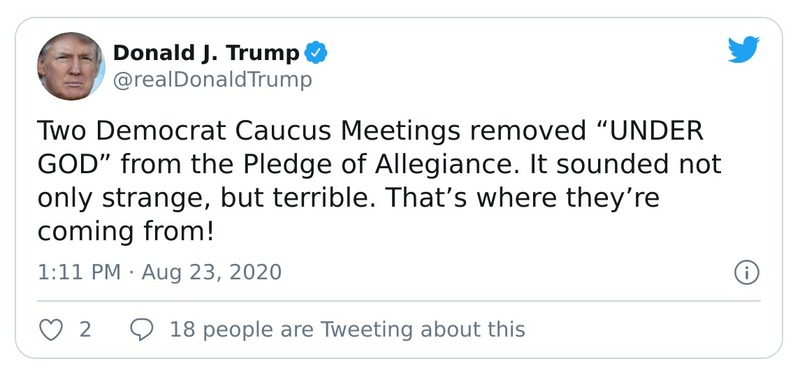 Donald J. Trump
@realDonaldTrump
Two Democrat Caucus Meetings removed “UNDER
GOD” from the Pledge of Allegiance. It sounded not
only strange, but terrible. That’s where they’re
coming from!
1:11 PM · Aug 23, 2020
2 18 people are Tweeting about this